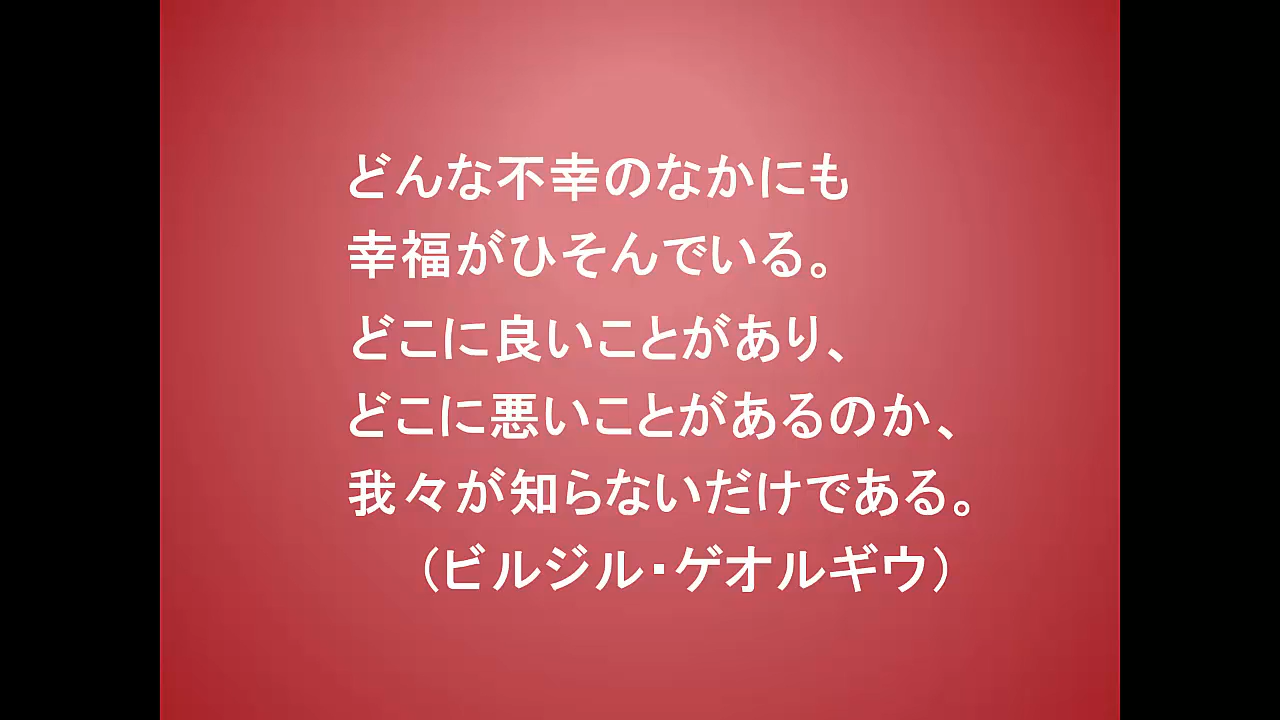 どんな不幸のなかにも
幸福がひそんでいる。
どこに良いことがあり、
どこに悪いことがあるのか、
我々が知らないだけである。
（ビルジル・ゲオルギウ）